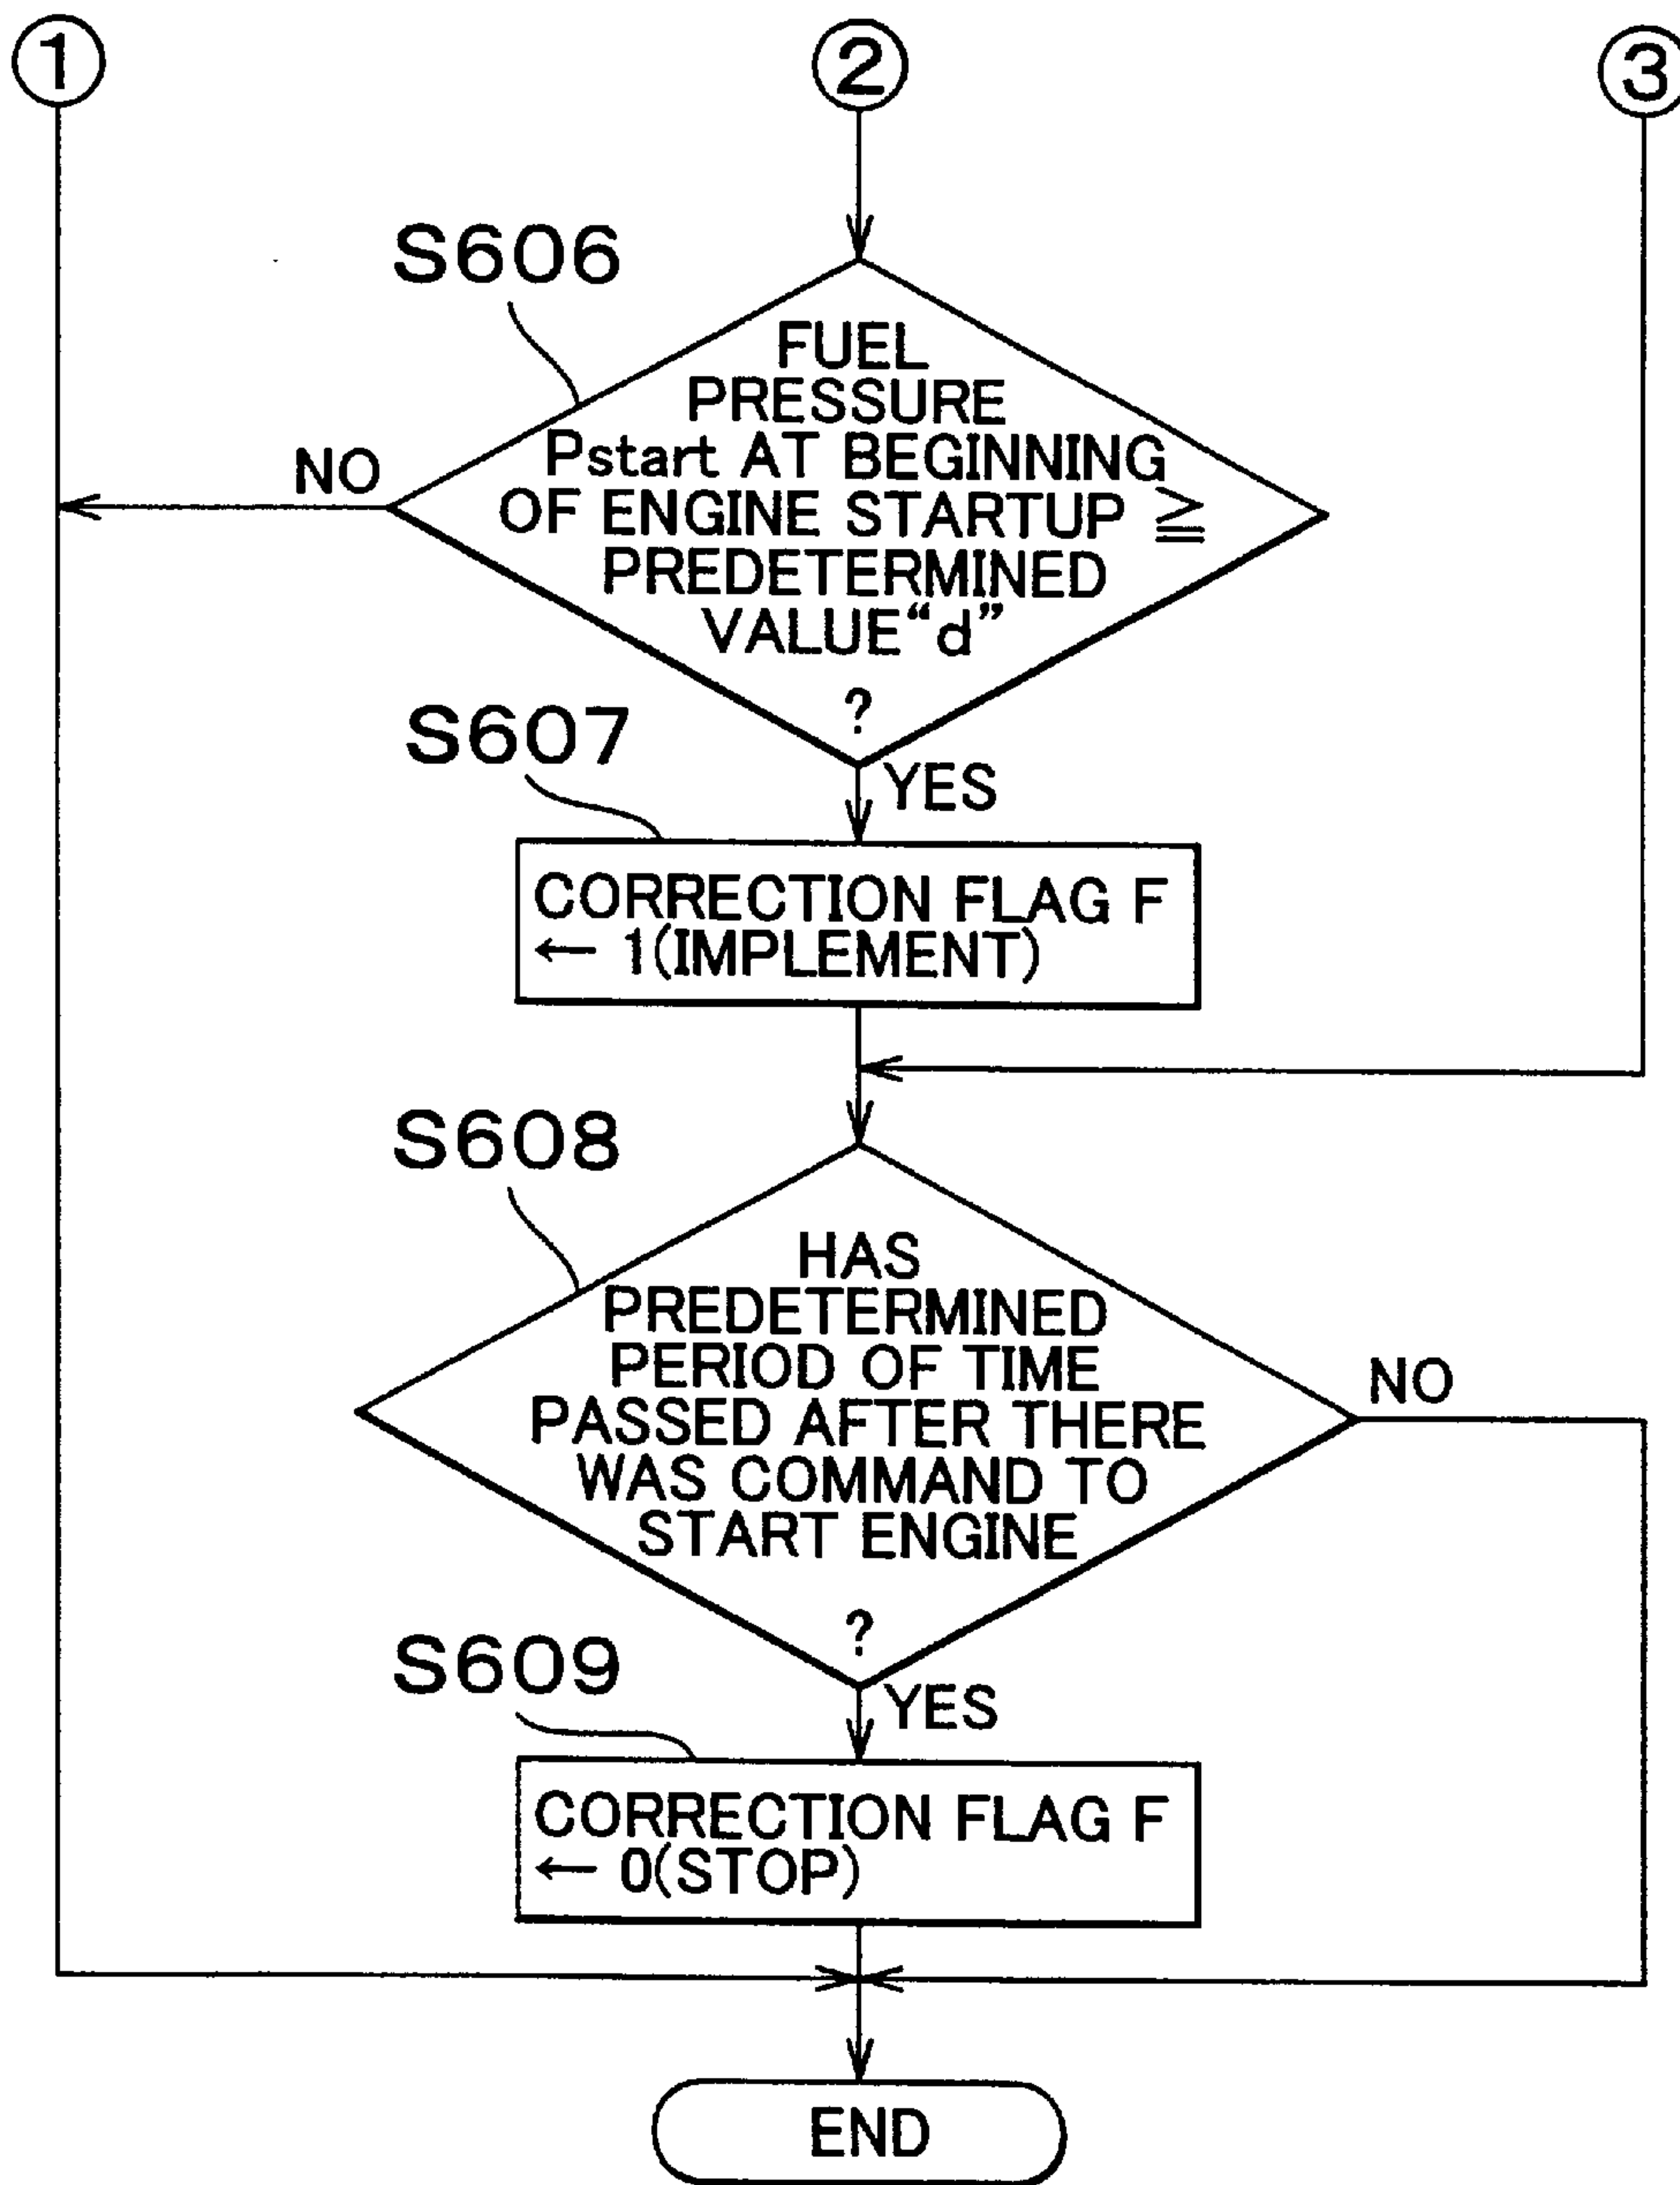 ① ② ③
S606
FUEL
PRESSURE
Pstart AT BEGINNING
OF ENGINE STARTUP ≧
PREDETERMINED
VALUE“d”
?
NO
YES
S607
CORRECTION FLAG F
← 1(IMPLEMENT)
S608
HAS
PREDETERMINED
PERIOD OF TIME
PASSED AFTER THERE
WAS COMMAND TO
START ENGINE
?
NO
YES
S609
CORRECTION FLAG F
← 0(STOP)
END